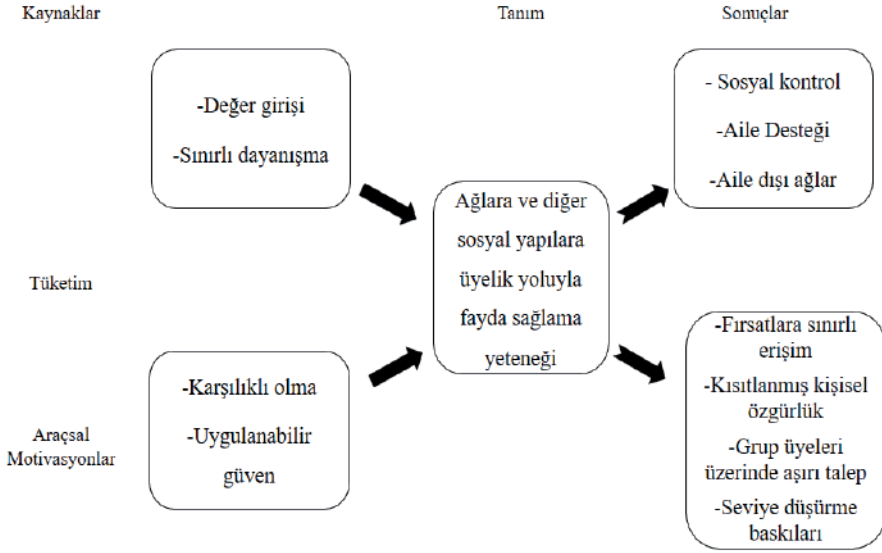 Kaynaklar
Tanım
Sonuçlar
-Değer girişi
-Sınırlı dayanışma
- Sosyal kontrol
-Aile Desteği
-Aile dışı ağlar
Ağlara ve diğer
sosyal yapılara
üyelik yoluyla
fayda sağlama
yeteneği
Tüketim
Araçsal
Motivasyonlar
-Karşılıklı olma
-Uygulanabilir
güven
-Fırsatlara sınırlı
erişim
-Kısıtlanmış kişisel
özgürlük
-Grup üyeleri
üzerinde aşırı talep
-Seviye düşürme
baskıları